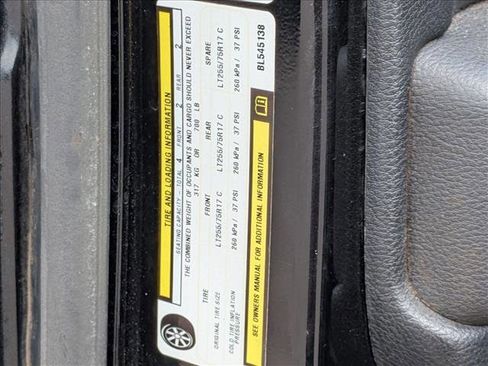 TIRE AND LOADING INFORMATION
SEATING CAPACITY - TOTAL 4 FRONT 2 REAR 2
THE COMBINED WEIGHT OF OCCUPANTS AND CARGO SHOULD NEVER EXCEED
317 KG OR 700 LB
TIRE FRONT REAR SPARE
ORIGINAL TIRE SIZE LT255/75R17 C LT255/75R17 C LT255/75R17 C
COLD TIRE INFLATION PRESSURE 260 kPa / 37 PSI 260 kPa / 37 PSI 260 kPa / 37 PSI
SEE OWNERS MANUAL FOR ADDITIONAL INFORMATION
BL545138